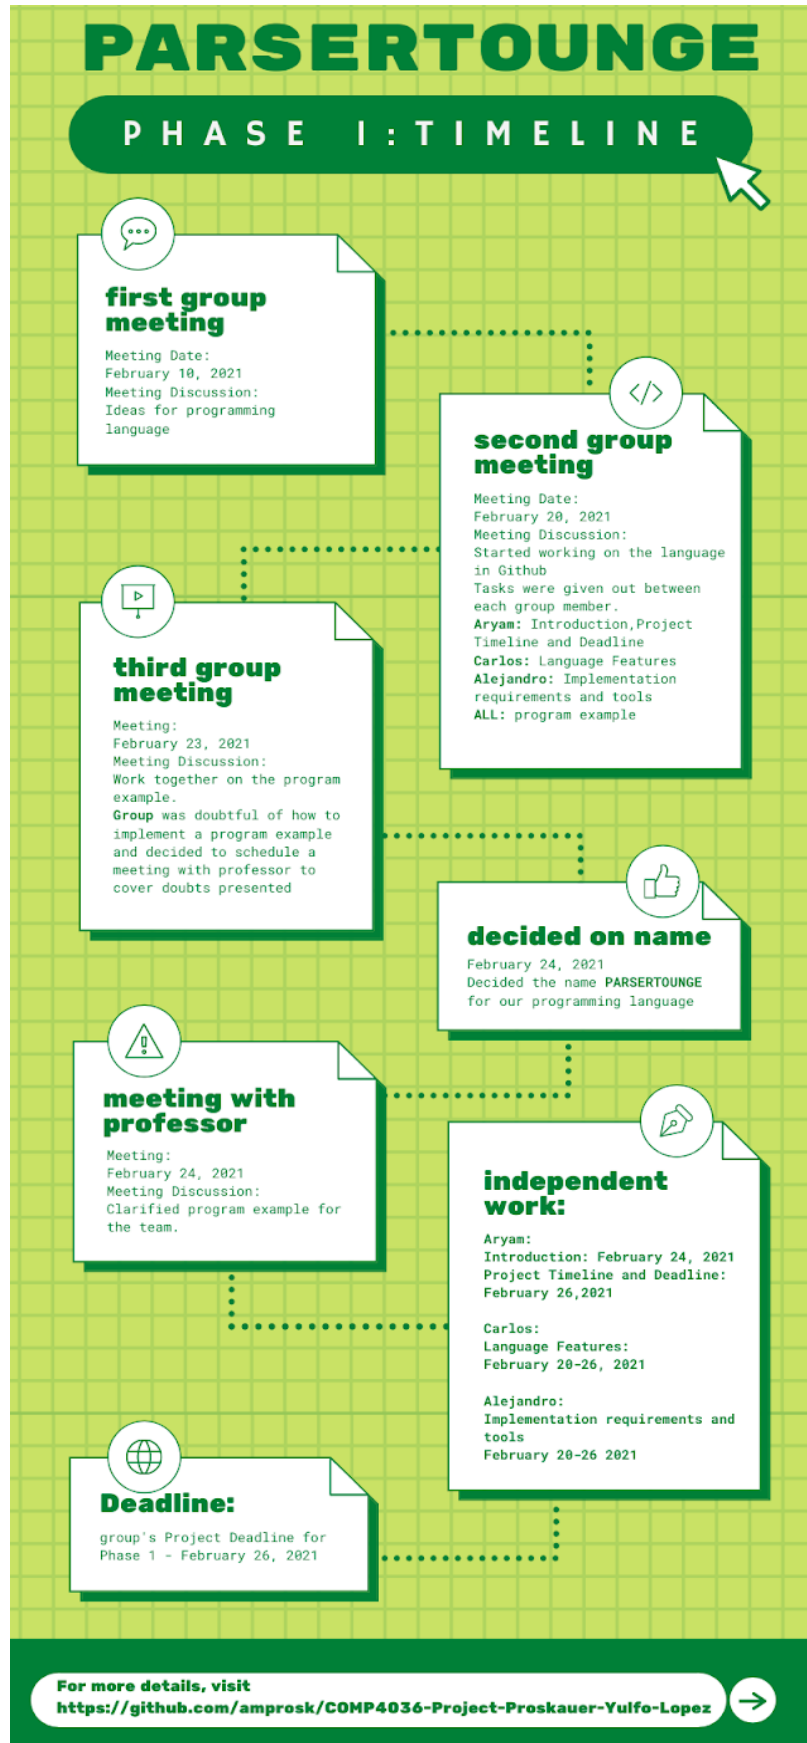 PARSERTOUNGE
PHASE I:TIMELINE
first group
meeting
Meeting Date:
February 10, 2021
Meeting Discussion:
Ideas for programming
language
second group
meeting
Meeting Date:
February 20, 2021
Meeting Discussion:
Started working on the language
in Github
Tasks were given out between
each group member.
Aryam: Introduction,Project
Timeline and Deadline
Carlos: Language Features
Alejandro: Implementation
requirements and tools
ALL: program example
third group
meeting
Meeting:
February 23, 2021
Meeting Discussion:
Work together on the program
example.
Group was doubtful of how to
implement a program example
and decided to schedule a
meeting with professor to
cover doubts presented
decided on name
February 24, 2021
Decided the name PARSERTOUNGE
for our programming language
meeting with
professor
Meeting:
February 24, 2021
Meeting Discussion:
Clarified program example for
the team.
independent
work:
Aryam:
Introduction: February 24, 2021
Project Timeline and Deadline:
February 26,2021
Carlos:
Language Features:
February 20-26, 2021
Alejandro:
Implementation requirements and
tools
February 20-26 2021
Deadline:
group's Project Deadline for
Phase 1 - February 26, 2021
For more details, visit
https://github.com/amprosk/COMP4036-Project-Proskauer-Yulfo-Lopez